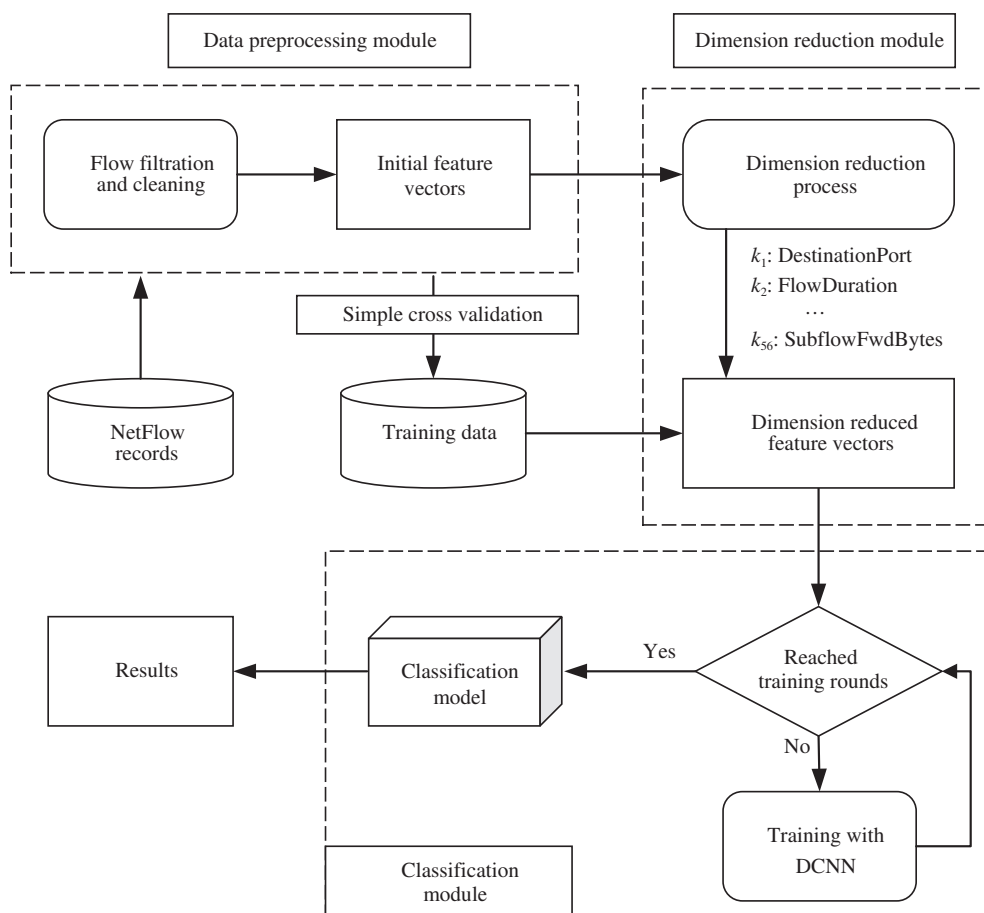 Data preprocessing module
Dimension reduction module
Flow filtration
and cleaning
Initial feature
vectors
Dimension reduction
process
k₁: DestinationPort
k₂: FlowDuration
...
k₅₆: SubflowFwdBytes
Simple cross validation
NetFlow
records
Training data
Dimension reduced
feature vectors
Results
Classification
model
Yes
Reached
training rounds
No
Training with
DCNN
Classification
module